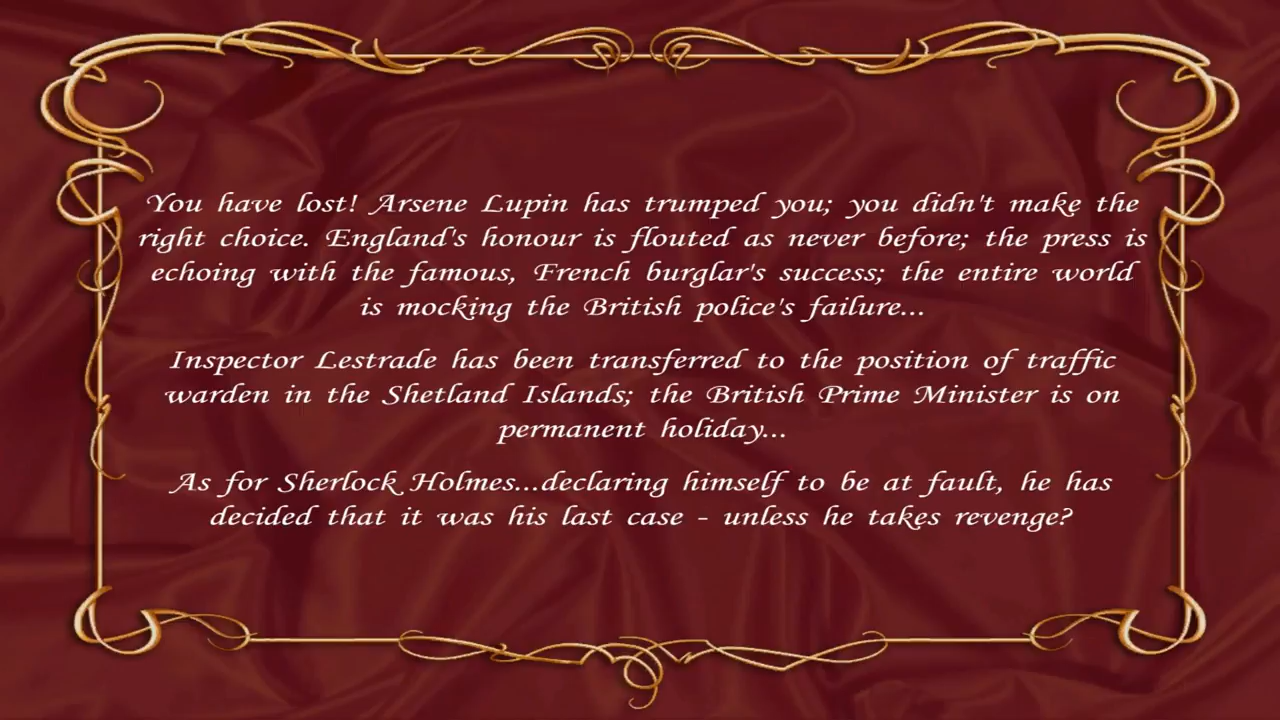 You have lost! Arsene Lupin has trumped you; you didn't make the
right choice. England's honour is flouted as never before; the press is
echoing with the famous, French burglar's success; the entire world
is mocking the British police's failure...
Inspector Lestrade has been transferred to the position of traffic
warden in the Shetland Islands; the British Prime Minister is on
permanent holiday...
As for Sherlock Holmes...declaring himself to be at fault, he has
decided that it was his last case - unless he takes revenge?